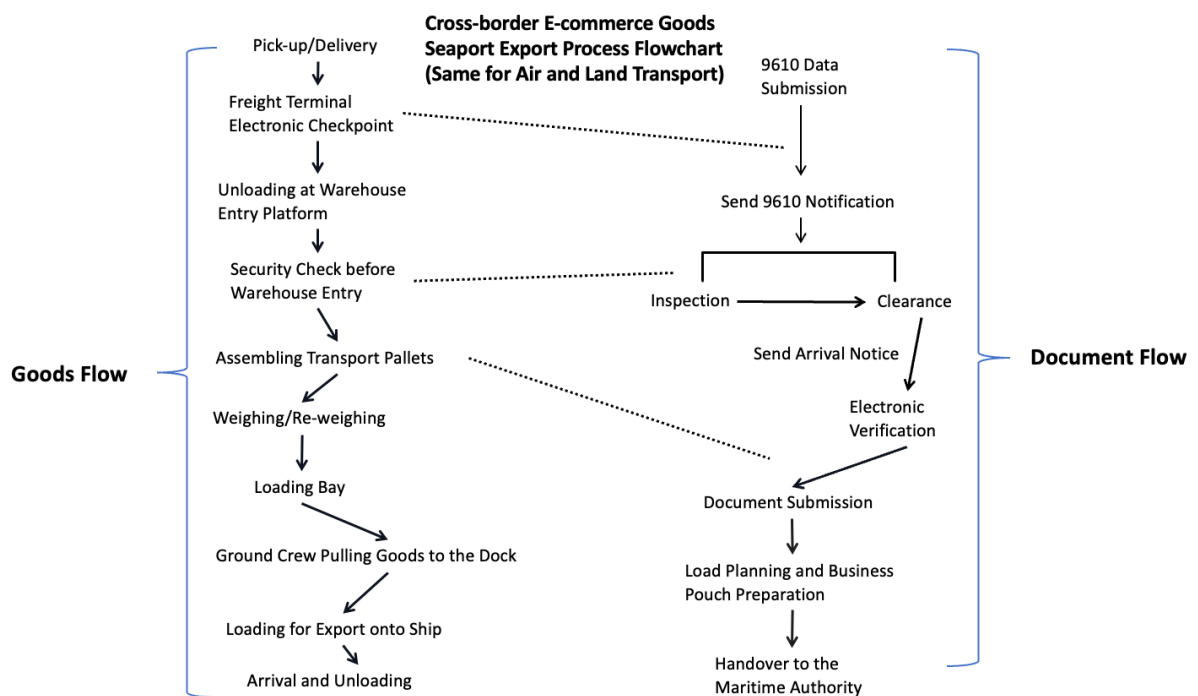 Cross-border E-commerce Goods
Seaport Export Process Flowchart
(Same for Air and Land Transport)
Goods Flow
Pick-up/Delivery
Freight Terminal
Electronic Checkpoint
Unloading at Warehouse
Entry Platform
Security Check before
Warehouse Entry
Assembling Transport Pallets
Weighing/Re-weighing
Loading Bay
Ground Crew Pulling Goods to the Dock
Loading for Export onto Ship
Arrival and Unloading
9610 Data
Submission
Send 9610 Notification
Inspection
Clearance
Send Arrival Notice
Electronic
Verification
Document Submission
Load Planning and Business
Pouch Preparation
Handover to the
Maritime Authority
Document Flow